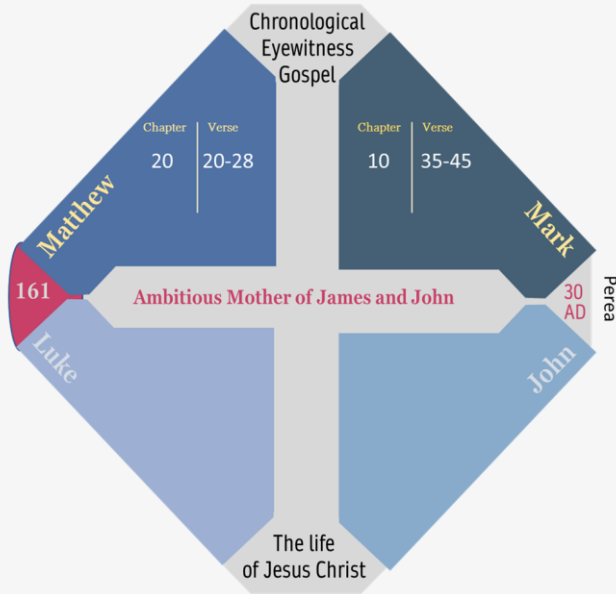 Chronological
Eyewitness
Gospel
Chapter Verse
20 20-28
Chapter Verse
10 35-45
Matthew
Mark
161
Ambitious Mother of James and John
30
AD
Perea
Luke
John
The life
of Jesus Christ